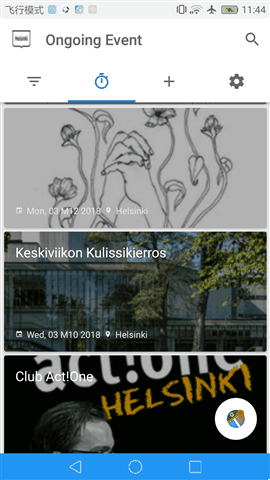 飞行模式
11:44
Ongoing Event
Mon, 03 M12 2018 Helsinki
Keskiviikon Kulissikierros
Wed, 03 M10 2018 Helsinki
act!one
Club Act!One
HELSINKI